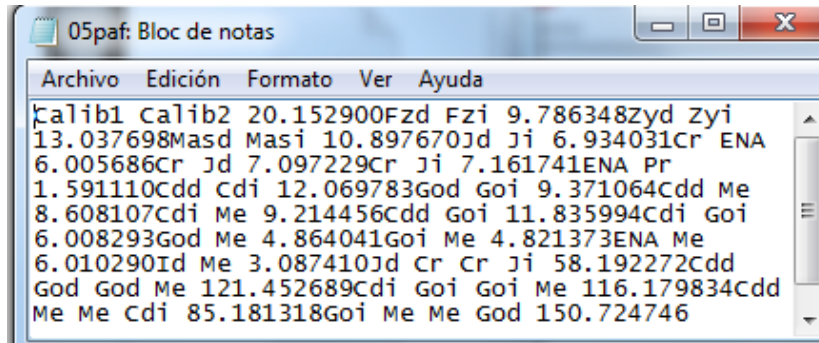 05paf: Bloc de notas
Archivo Edición Formato Ver Ayuda
Calib1 Calib2 20.152900Fzd Fzi 9.786348Zyd Zyi
13.037698Masd Masi 10.897670Jd Ji 6.934031Cr ENA
6.005686Cr Jd 7.097229Cr Ji 7.161741ENA Pr
1.591110Cdd Cdi 12.069783God Goi 9.371064Cdd Me
8.608107Cdi Me 9.214456Cdd Goi 11.835994Cdi Goi
6.008293God Me 4.864041Goi Me 4.821373ENA Me
6.010290Id Me 3.087410Jd Cr Cr Ji 58.192272Cdd
God God Me 121.452689Cdi Goi Goi Me 116.179834Cdd
Me Me Cdi 85.181318Goi Me Me God 150.724746